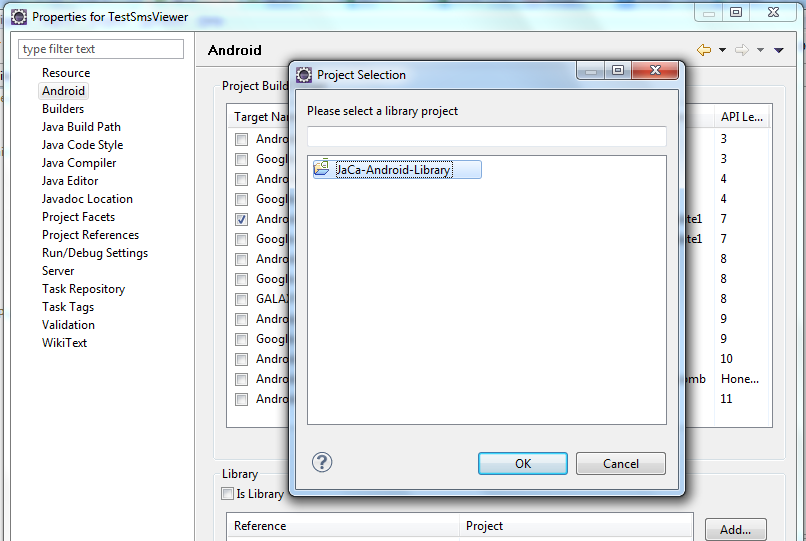 Properties for TestSmsViewer
type filter text
Resource
Android
Builders
Java Build Path
Java Code Style
Java Compiler
Java Editor
Javadoc Location
Project Facets
Project References
Run/Debug Settings
Server
Task Repository
Task Tags
Validation
WikiText
Android
Project Build
Target Na
API Le...
Andro
3
Googl
3
Andro
4
Googl
4
Andro
te1
7
Googl
te1
7
Andro
8
Googl
8
GALA
8
Andro
9
Googl
9
Andro
10
Andro
mb
Hone...
Andro
11
Library
Is Library
Reference
Project
Add...
Project Selection
Please select a library project
JaCa-Android-Library
?
OK
Cancel